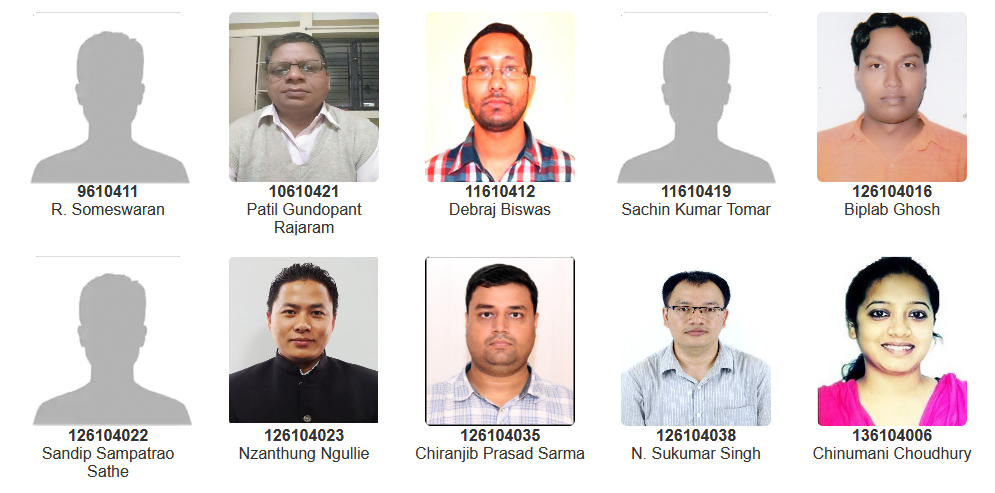 9610411
R. Someswaran
10610421
Patil Gundopant
Rajaram
11610412
Debraj Biswas
11610419
Sachin Kumar Tomar
126104016
Biplab Ghosh
126104022
Sandip Sampatrao
Sathe
126104023
Nzanthung Ngullie
126104035
Chiranjib Prasad Sarma
126104038
N. Sukumar Singh
136104006
Chinumani Choudhury